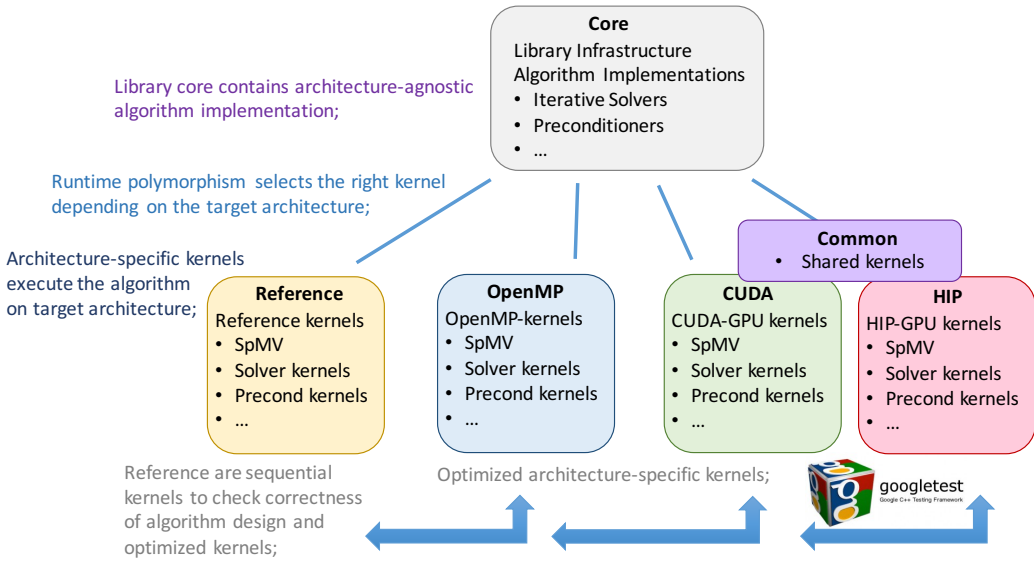 Core
Library Infrastructure
Algorithm Implementations
• Iterative Solvers
• Preconditioners
• ...
Library core contains architecture-agnostic
algorithm implementation;
Runtime polymorphism selects the right kernel
depending on the target architecture;
Architecture-specific kernels
execute the algorithm
on target architecture;
Common
• Shared kernels
Reference
Reference kernels
• SpMV
• Solver kernels
• Precond kernels
• ...
OpenMP
OpenMP-kernels
• SpMV
• Solver kernels
• Precond kernels
• ...
CUDA
CUDA-GPU kernels
• SpMV
• Solver kernels
• Precond kernels
• ...
HIP
HIP-GPU kernels
• SpMV
• Solver kernels
• Precond kernels
• ...
Reference are sequential
kernels to check correctness
of algorithm design and
optimized kernels;
Optimized architecture-specific kernels;
googletest
Google C++ Testing Framework